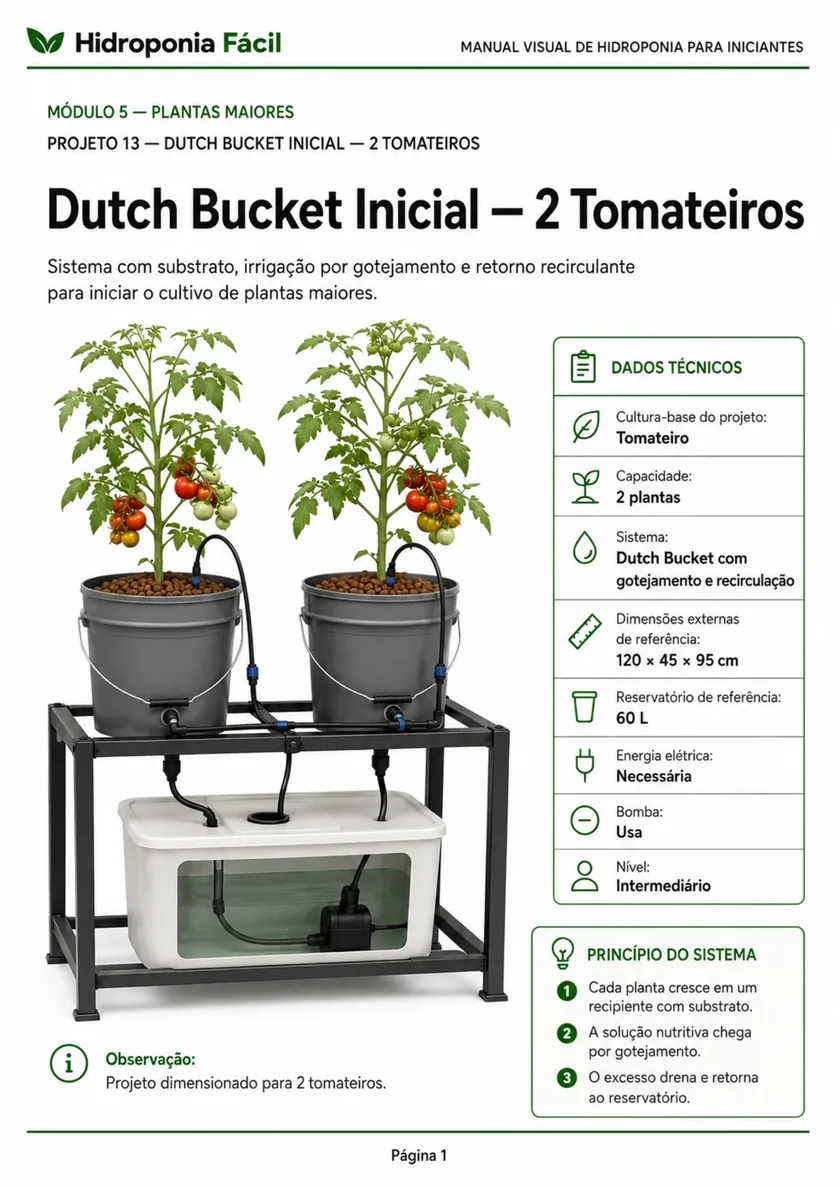 Hidroponia Fácil
MANUAL VISUAL DE HIDROPONIA PARA INICIANTES
MÓDULO 5 — PLANTAS MAIORES
PROJETO 13 — DUTCH BUCKET INICIAL — 2 TOMATEIROS
Dutch Bucket Inicial — 2 Tomateiros
Sistema com substrato, irrigação por gotejamento e retorno recirculante
para iniciar o cultivo de plantas maiores.
DADOS TÉCNICOS
Cultura-base do projeto:
Tomateiro
Capacidade:
2 plantas
Sistema:
Dutch Bucket com
gotejamento e recirculação
Dimensões externas
de referência:
120 × 45 × 95 cm
Reservatório de referência:
60 L
Energia elétrica:
Necessária
Bomba:
Usa
Nível:
Intermediário
PRINCÍPIO DO SISTEMA
1 Cada planta cresce em um
recipiente com substrato.
2 A solução nutritiva chega
por gotejamento.
3 O excesso drena e retorna
ao reservatório.
Observação:
Projeto dimensionado para 2 tomateiros.
Página 1